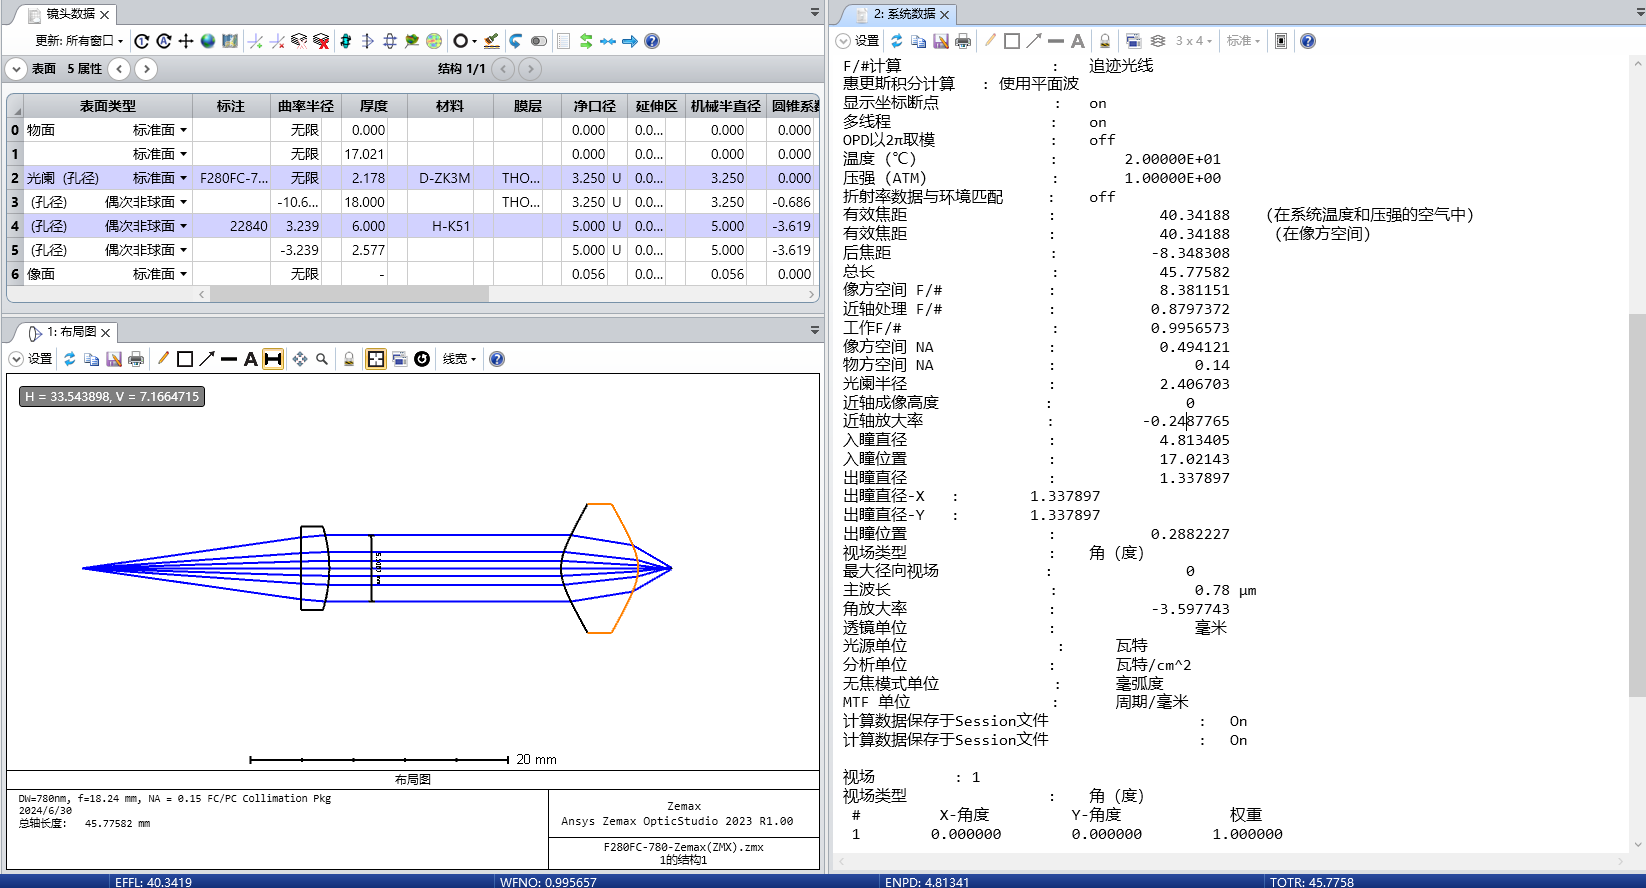 镜头数据
更新: 所有窗口
表面 5 属性
结构 1/1
表面类型 标注 曲率半径 厚度 材料 膜层 净口径 延伸区 机械半直径 圆锥系数
0 物面 标准面 无限 0.000 0.000 0.0... 0.000 0.000
1 标准面 无限 17.021 0.000 0.0... 0.000 0.000
2 光阑 (孔径) 标准面 F280FC-7... 无限 2.178 D-ZK3M THO... 3.250 U 0.0... 3.250 0.000
3 (孔径) 偶次非球面 -10.6... 18.000 THO... 3.250 U 0.0... 3.250 -0.686
4 (孔径) 偶次非球面 22840 3.239 6.000 H-K51 5.000 U 0.0... 5.000 -3.619
5 (孔径) 偶次非球面 -3.239 2.577 5.000 U 0.0... 5.000 -3.619
6 像面 标准面 无限 - 0.056 0.0... 0.056 0.000
1: 布局图
设置
线宽
H = 33.543898, V = 7.1664715
20 mm
布局图
DW=780nm, f=18.24 mm, NA = 0.15 FC/PC Collimation Pkg
2024/6/30
总轴长度: 45.77582 mm
Zemax
Ansys Zemax OpticStudio 2023 R1.00
F280FC-780-Zemax(ZMX).zmx
1的结构1
2: 系统数据
设置
3 x 4
标准
F/#计算 : 追迹光线
惠更斯积分计算 : 使用平面波
显示坐标断点 : on
多线程 : on
OPD以2π取模 : off
温度 (℃) : 2.00000E+01
压强 (ATM) : 1.00000E+00
折射率数据与环境匹配 : off
有效焦距 : 40.34188 (在系统温度和压强的空气中)
有效焦距 : 40.34188 (在像方空间)
后焦距 : -8.348308
总长 : 45.77582
像方空间 F/# : 8.381151
近轴处理 F/# : 0.8797372
工作F/# : 0.9956573
像方空间 NA : 0.494121
物方空间 NA : 0.14
光阑半径 : 2.406703
近轴成像高度 : 0
近轴放大率 : -0.2487765
入瞳直径 : 4.813405
入瞳位置 : 17.02143
出瞳直径 : 1.337897
出瞳直径-X : 1.337897
出瞳直径-Y : 1.337897
出瞳位置 : 0.2882227
视场类型 : 角 (度)
最大径向视场 : 0
主波长 : 0.78 μm
角放大率 : -3.597743
透镜单位 : 毫米
光源单位 : 瓦特
分析单位 : 瓦特/cm^2
无焦模式单位 : 毫弧度
MTF 单位 : 周期/毫米
计算数据保存于Session文件 : On
计算数据保存于Session文件 : On
视场 : 1
视场类型 : 角 (度)
# X-角度 Y-角度 权重
1 0.000000 0.000000 1.000000
EFFL: 40.3419
WFNO: 0.995657
ENPD: 4.81341
TOTR: 45.7758